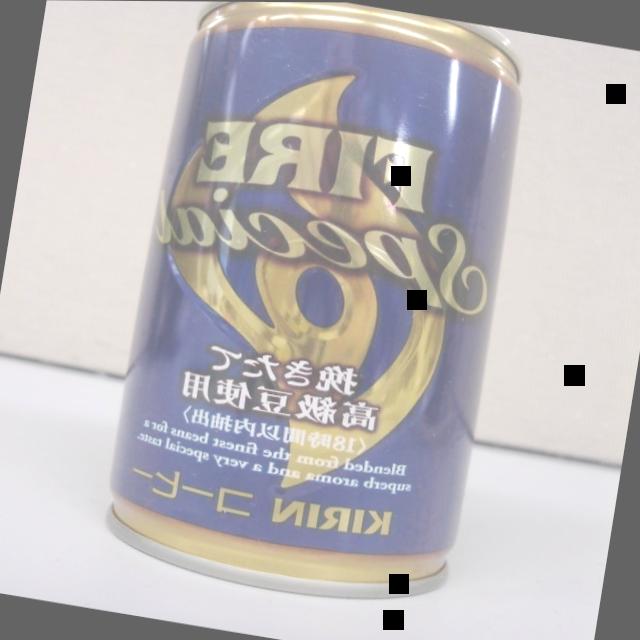 FIRE
Special
挽きたて
高級豆使用
〈18時間以内抽出〉
Blended from the finest beans for a
superb aroma and a very special taste.
KIRIN コーヒー